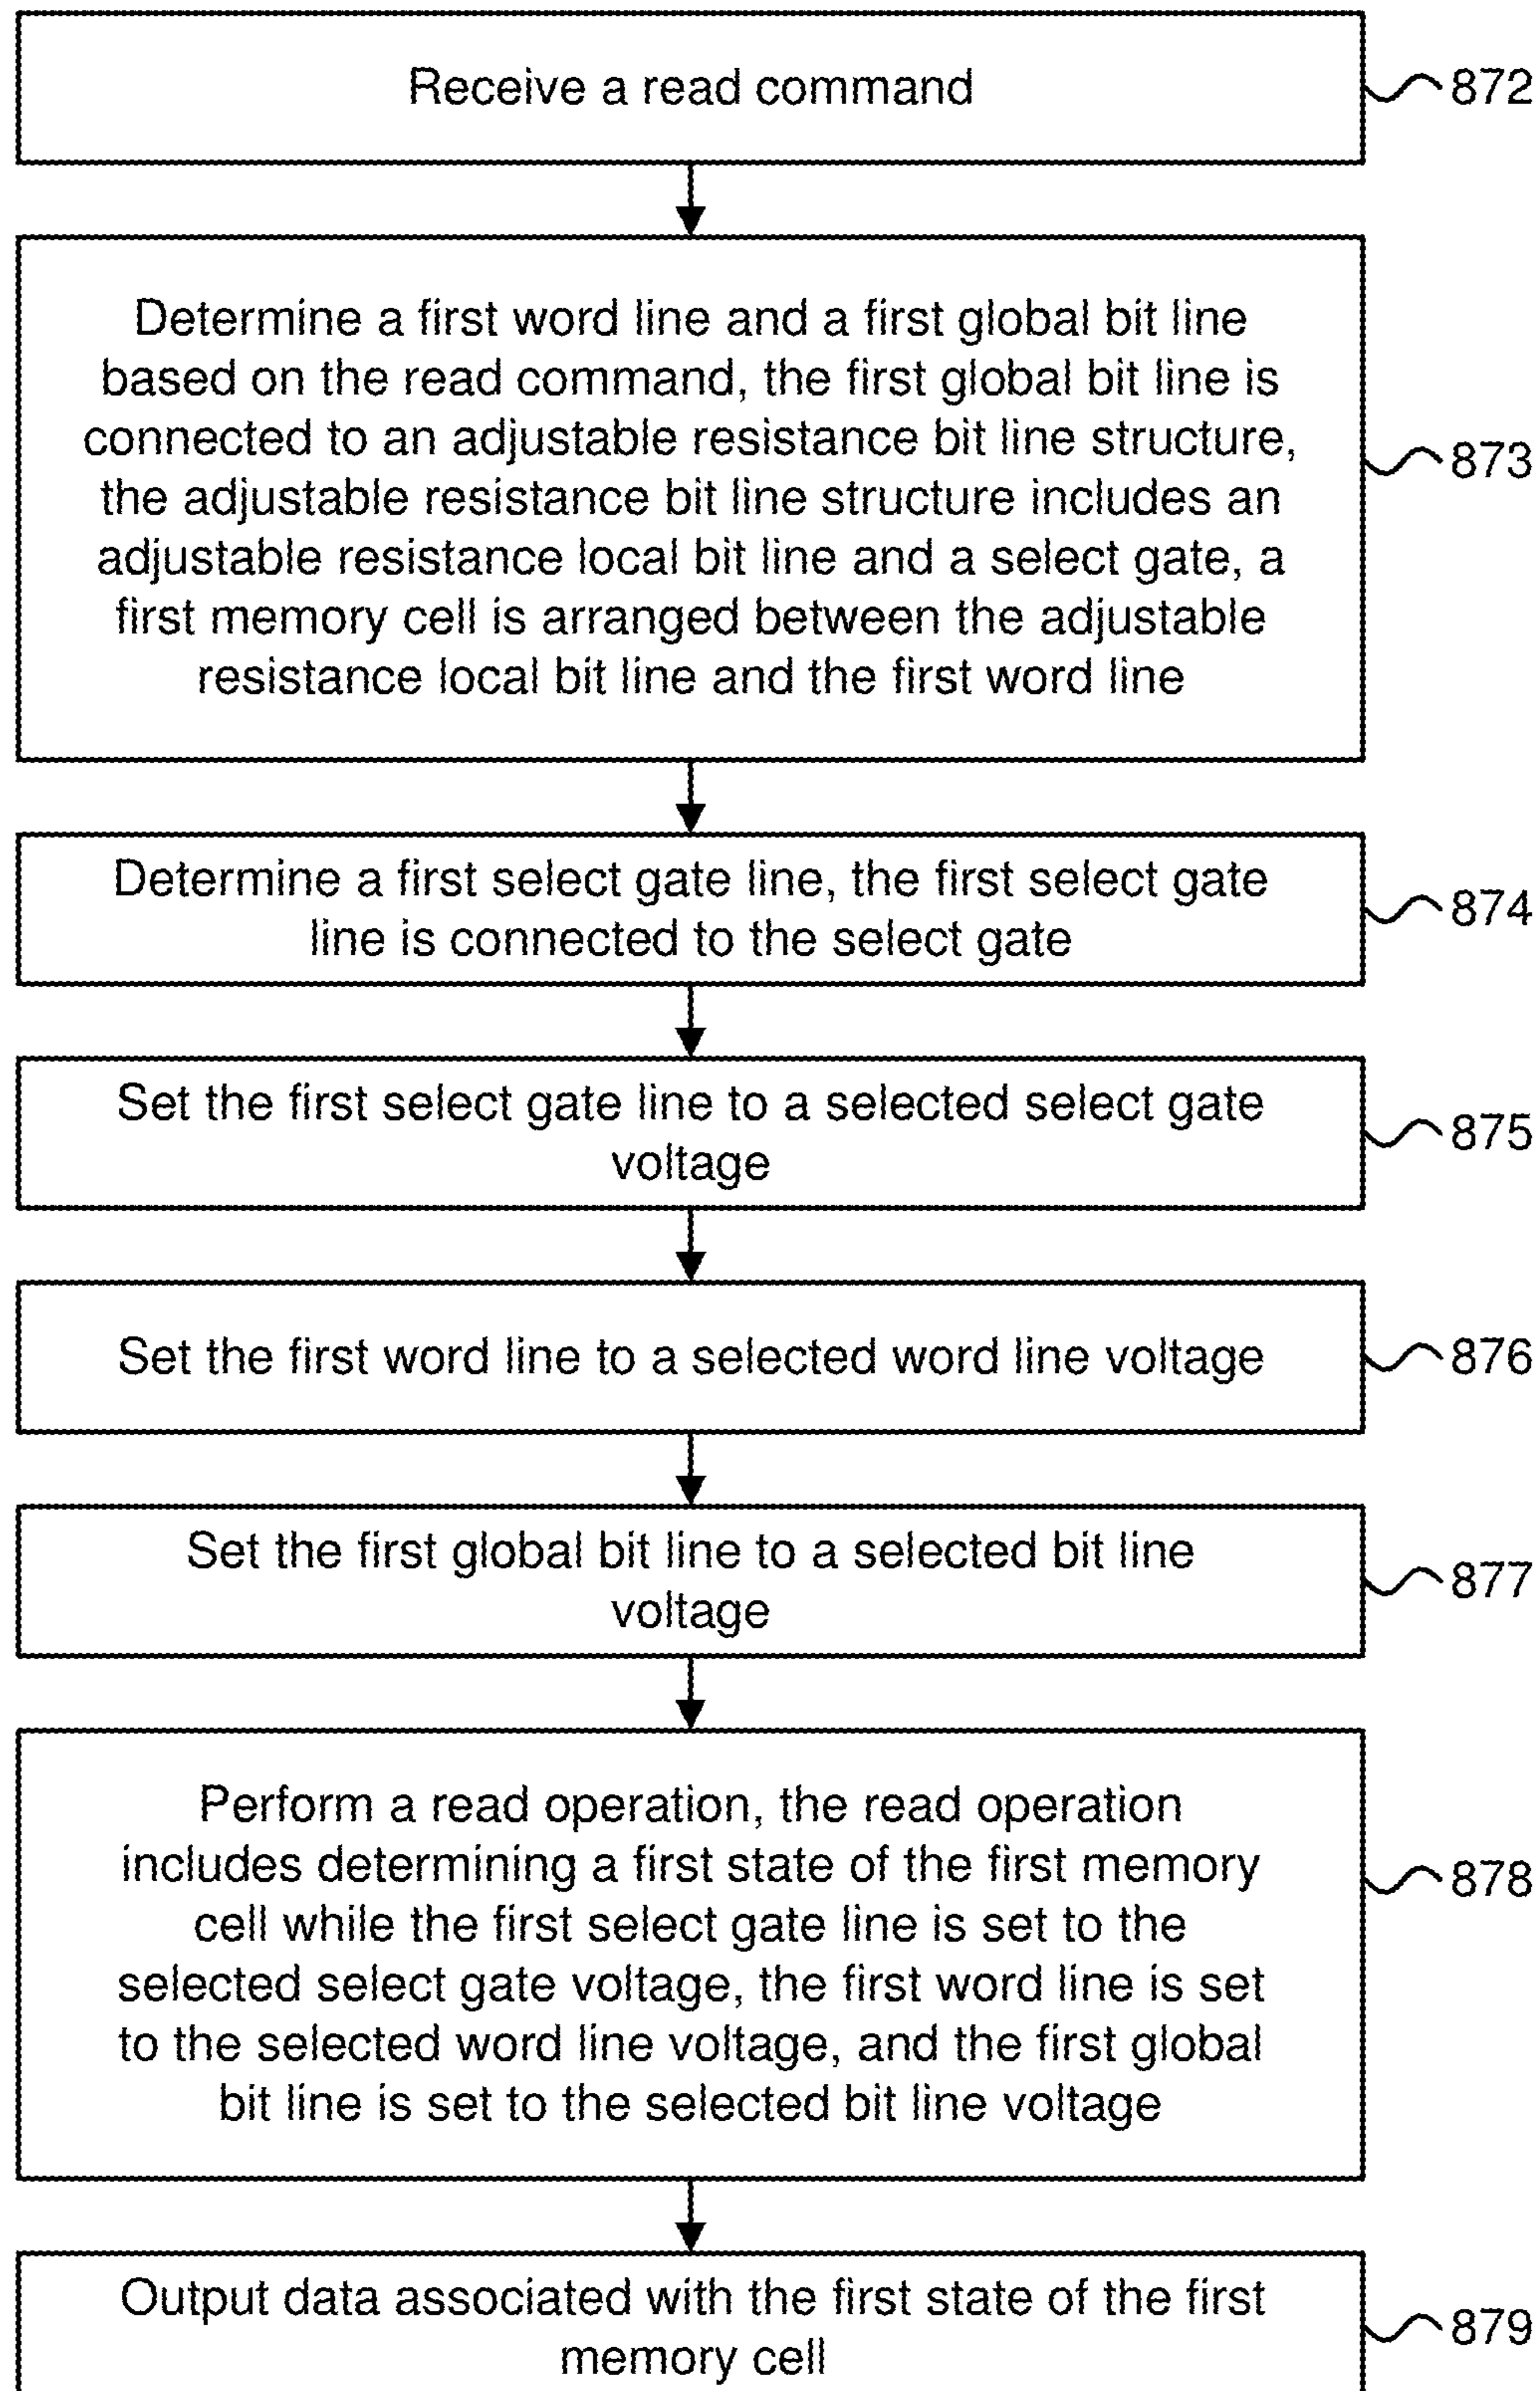 Receive a read command
872
Determine a first word line and a first global bit line
based on the read command, the first global bit line is
connected to an adjustable resistance bit line structure,
the adjustable resistance bit line structure includes an
adjustable resistance local bit line and a select gate, a
first memory cell is arranged between the adjustable
resistance local bit line and the first word line
873
Determine a first select gate line, the first select gate
line is connected to the select gate
874
Set the first select gate line to a selected select gate
voltage
875
Set the first word line to a selected word line voltage
876
Set the first global bit line to a selected bit line
voltage
877
Perform a read operation, the read operation
includes determining a first state of the first memory
cell while the first select gate line is set to the
selected select gate voltage, the first word line is set
to the selected word line voltage, and the first global
bit line is set to the selected bit line voltage
878
Output data associated with the first state of the first
memory cell
879